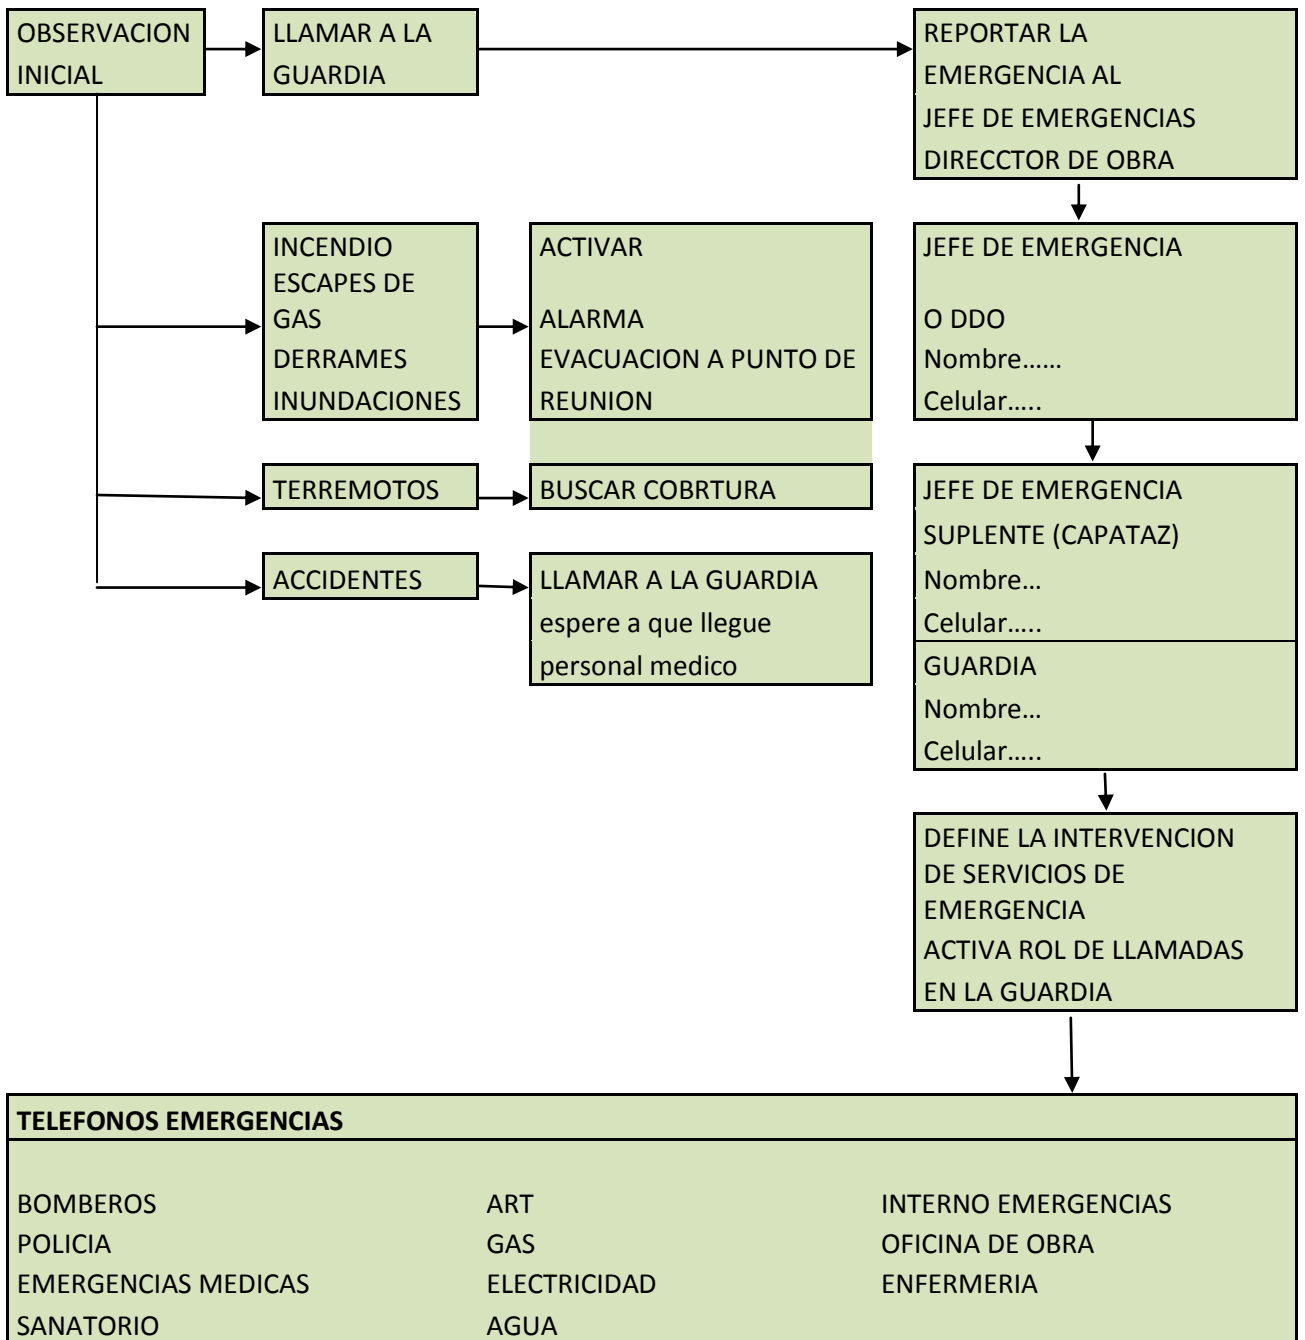 OBSERVACION
INICIAL
LLAMAR A LA
GUARDIA
REPORTAR LA
EMERGENCIA AL
JEFE DE EMERGENCIAS
DIRECCTOR DE OBRA
INCENDIO
ESCAPES DE
GAS
DERRAMES
INUNDACIONES
ACTIVAR
ALARMA
EVACUACION A PUNTO DE
REUNION
JEFE DE EMERGENCIA
O DDO
Nombre......
Celular.....
TERREMOTOS
BUSCAR COBRTURA
JEFE DE EMERGENCIA
SUPLENTE (CAPATAZ)
Nombre...
Celular.....
ACCIDENTES
LLAMAR A LA GUARDIA
espere a que llegue
personal medico
GUARDIA
Nombre...
Celular.....
DEFINE LA INTERVENCION
DE SERVICIOS DE
EMERGENCIA
ACTIVA ROL DE LLAMADAS
EN LA GUARDIA
TELEFONOS EMERGENCIAS
BOMBEROS ART INTERNO EMERGENCIAS
POLICIA GAS OFICINA DE OBRA
EMERGENCIAS MEDICAS ELECTRICIDAD ENFERMERIA
SANATORIO AGUA